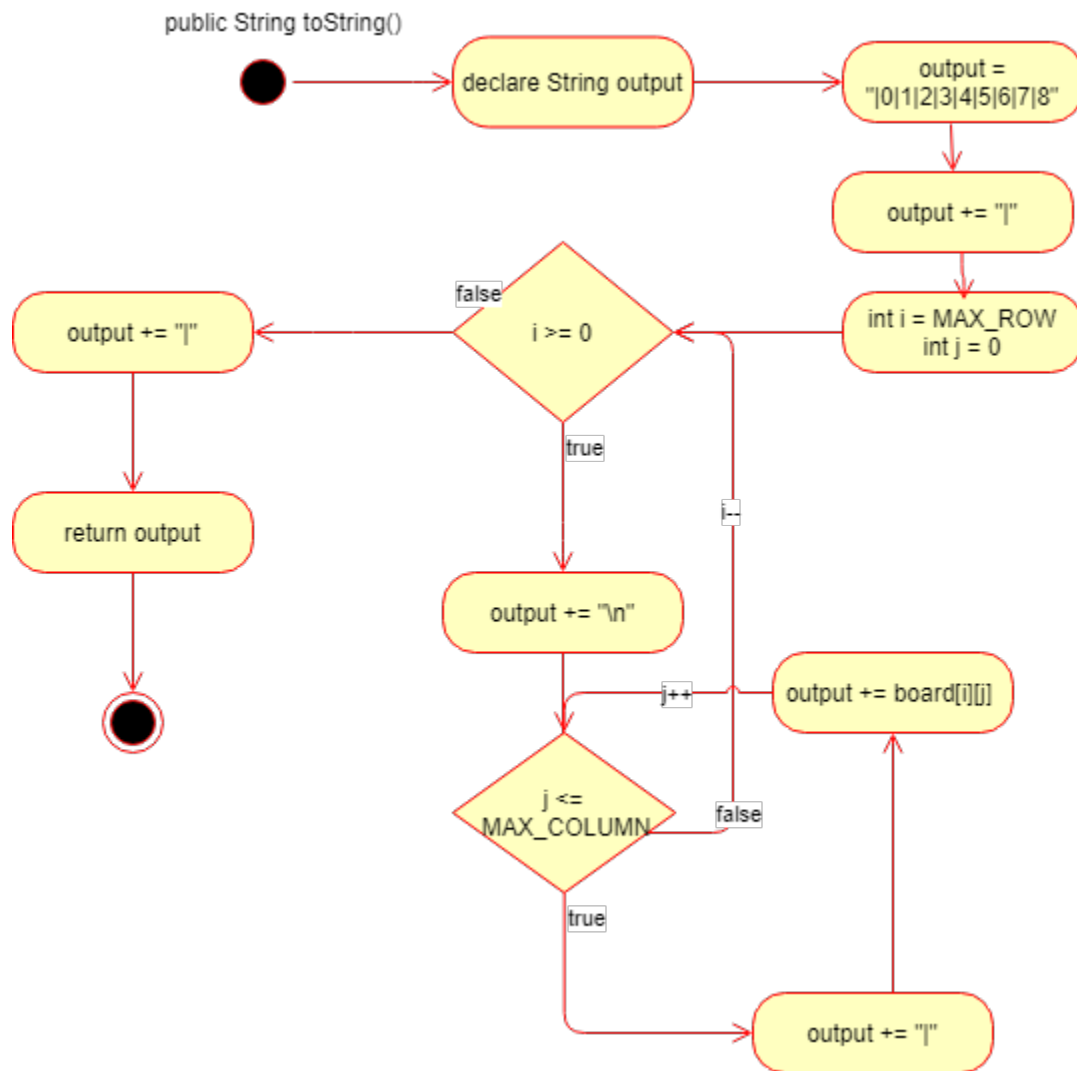 public String toString()
declare String output
output =
"|0|1|2|3|4|5|6|7|8"
output += "|"
int i = MAX_ROW
int j = 0
i >= 0
false
output += "|"
return output
true
output += "\n"
i--
j++
output += board[i][j]
j <=
MAX_COLUMN
false
true
output += "|"